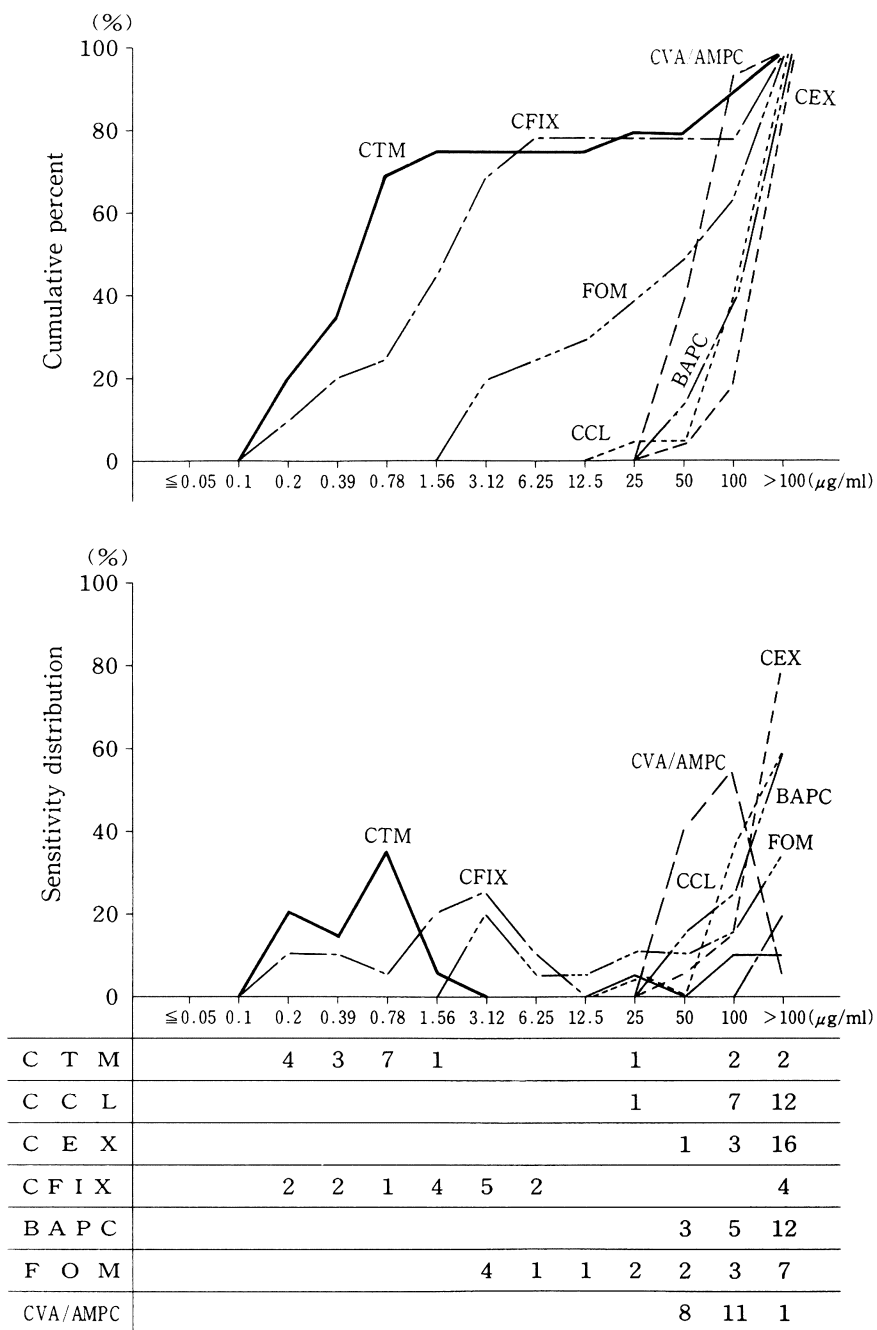 (%)
100
80
60
40
20
0
Cumulative percent
CTM
CFIX
CVA/AMPC
CEX
FOM
BAPC
CCL
≦0.05 0.1 0.2 0.39 0.78 1.56 3.12 6.25 12.5 25 50 100 >100(μg/ml)
(%)
100
80
60
40
20
0
Sensitivity distribution
CEX
CVA/AMPC
BAPC
CTM
FOM
CFIX
CCL
≦0.05 0.1 0.2 0.39 0.78 1.56 3.12 6.25 12.5 25 50 100 >100(μg/ml)
C T M 4 3 7 1 1 2 2
C C L 1 7 12
C E X 1 3 16
C F I X 2 2 1 4 5 2 4
B A P C 3 5 12
F O M 4 1 1 2 2 3 7
CVA/AMPC 8 11 1